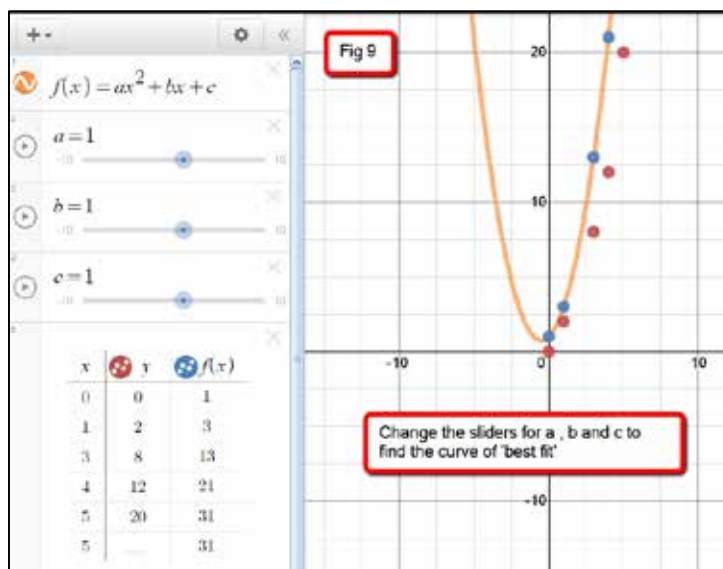 +
«
Fig 9
f(x)=ax²+bx+c
a=1
-10 10
b=1
-10 10
c=1
-10 10
x y f(x)
0 0 1
1 2 3
3 8 13
4 12 21
5 20 31
5 31
20
10
-10 0 10
-10
Change the sliders for a , b and c to
find the curve of 'best fit'